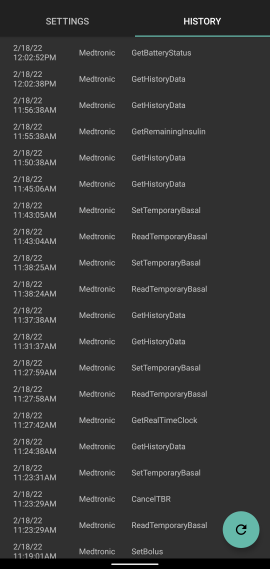 SETTINGS HISTORY
2/18/22
12:02:52PM Medtronic GetBatteryStatus
2/18/22
12:02:38PM Medtronic GetHistoryData
2/18/22
11:56:38AM Medtronic GetHistoryData
2/18/22
11:55:38AM Medtronic GetRemainingInsulin
2/18/22
11:50:38AM Medtronic GetHistoryData
2/18/22
11:45:06AM Medtronic GetHistoryData
2/18/22
11:43:05AM Medtronic SetTemporaryBasal
2/18/22
11:43:04AM Medtronic ReadTemporaryBasal
2/18/22
11:38:25AM Medtronic SetTemporaryBasal
2/18/22
11:38:24AM Medtronic ReadTemporaryBasal
2/18/22
11:37:38AM Medtronic GetHistoryData
2/18/22
11:31:37AM Medtronic GetHistoryData
2/18/22
11:27:59AM Medtronic SetTemporaryBasal
2/18/22
11:27:58AM Medtronic ReadTemporaryBasal
2/18/22
11:27:42AM Medtronic GetRealTimeClock
2/18/22
11:24:38AM Medtronic GetHistoryData
2/18/22
11:23:31AM Medtronic SetTemporaryBasal
2/18/22
11:23:29AM Medtronic CancelTBR
2/18/22
11:23:29AM Medtronic ReadTemporaryBasal
2/18/22
11:19:01AM Medtronic SetBolus